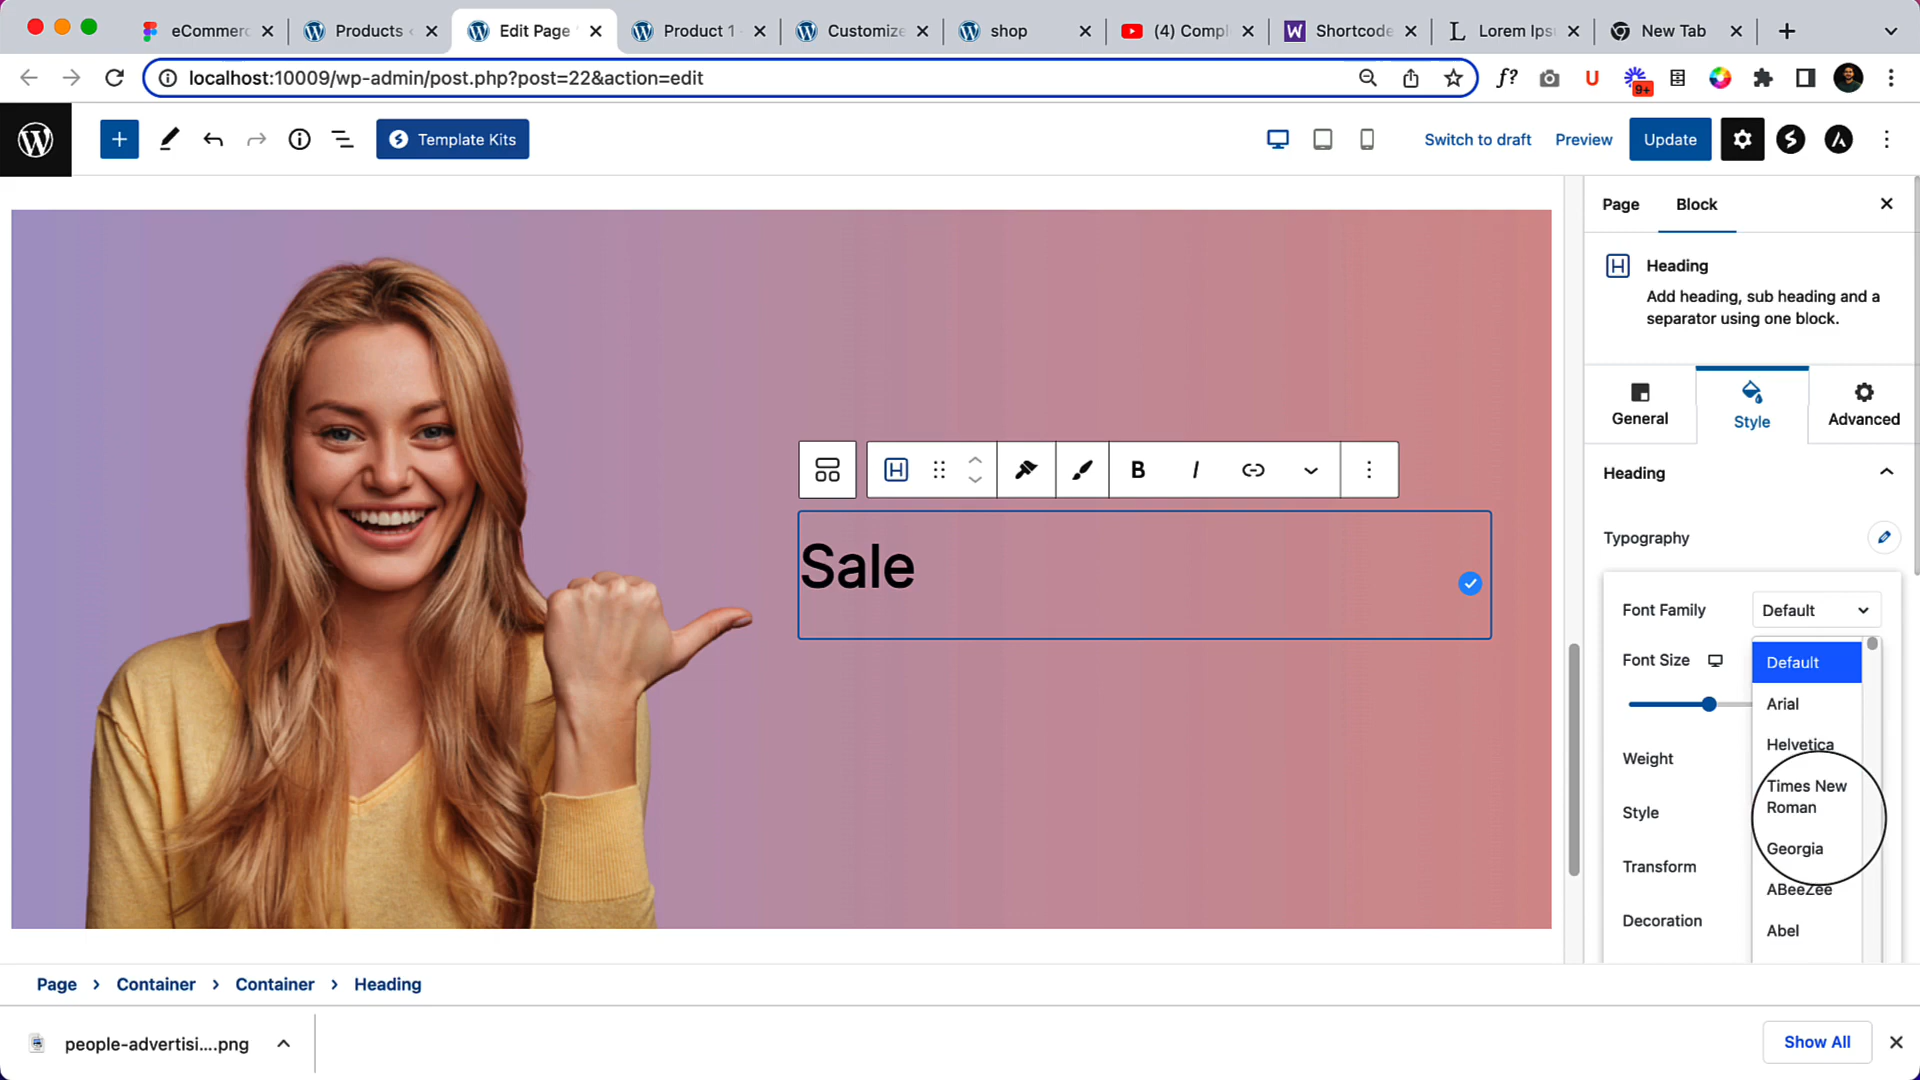 eCommerc
Products
Edit Page
Product 1
Customize
shop
(4) Compl
Shortcode
Lorem Ips
New Tab
localhost:10009/wp-admin/post.php?post=22&action=edit
f?
U
9+
Template Kits
Switch to draft
Preview
Update
Page
Block
Heading
Add heading, sub heading and a
separator using one block.
General
Style
Advanced
Heading
Typography
B
I
Sale
Font Family
Default
Font Size
Default
Arial
Helvetica
Weight
Times New
Roman
Style
Georgia
Transform
ABeeZee
Decoration
Abel
Page > Container > Container > Heading
people-advertisi....png
Show All